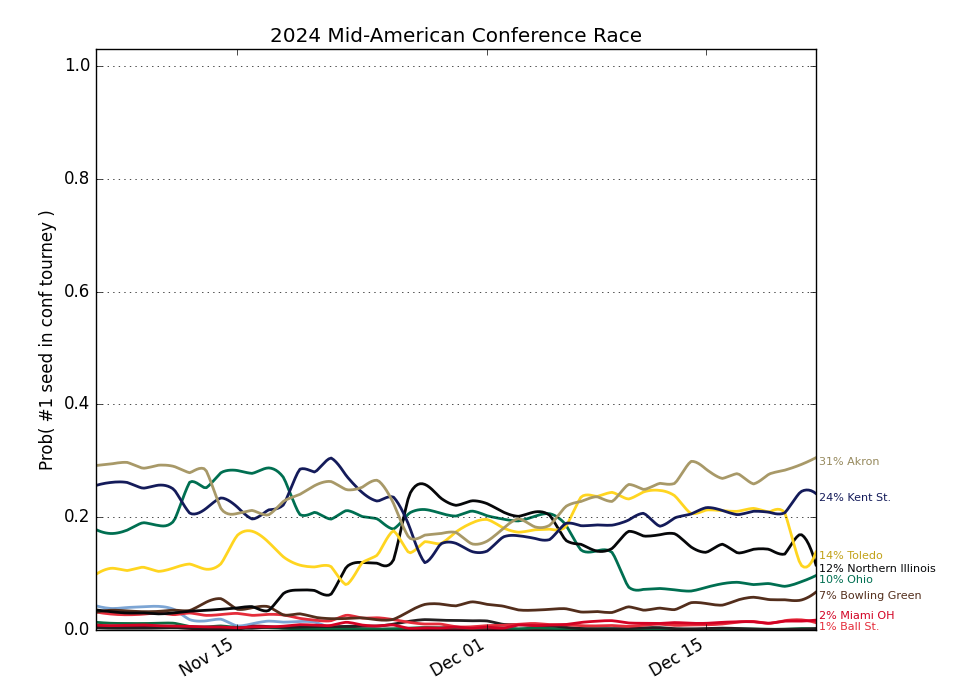 2024 Mid-American Conference Race
Prob( #1 seed in conf tourney )
1.0
0.8
0.6
0.4
0.2
0.0
Nov 15
Dec 01
Dec 15
31% Akron
24% Kent St.
14% Toledo
12% Northern Illinois
10% Ohio
7% Bowling Green
2% Miami OH
1% Ball St.